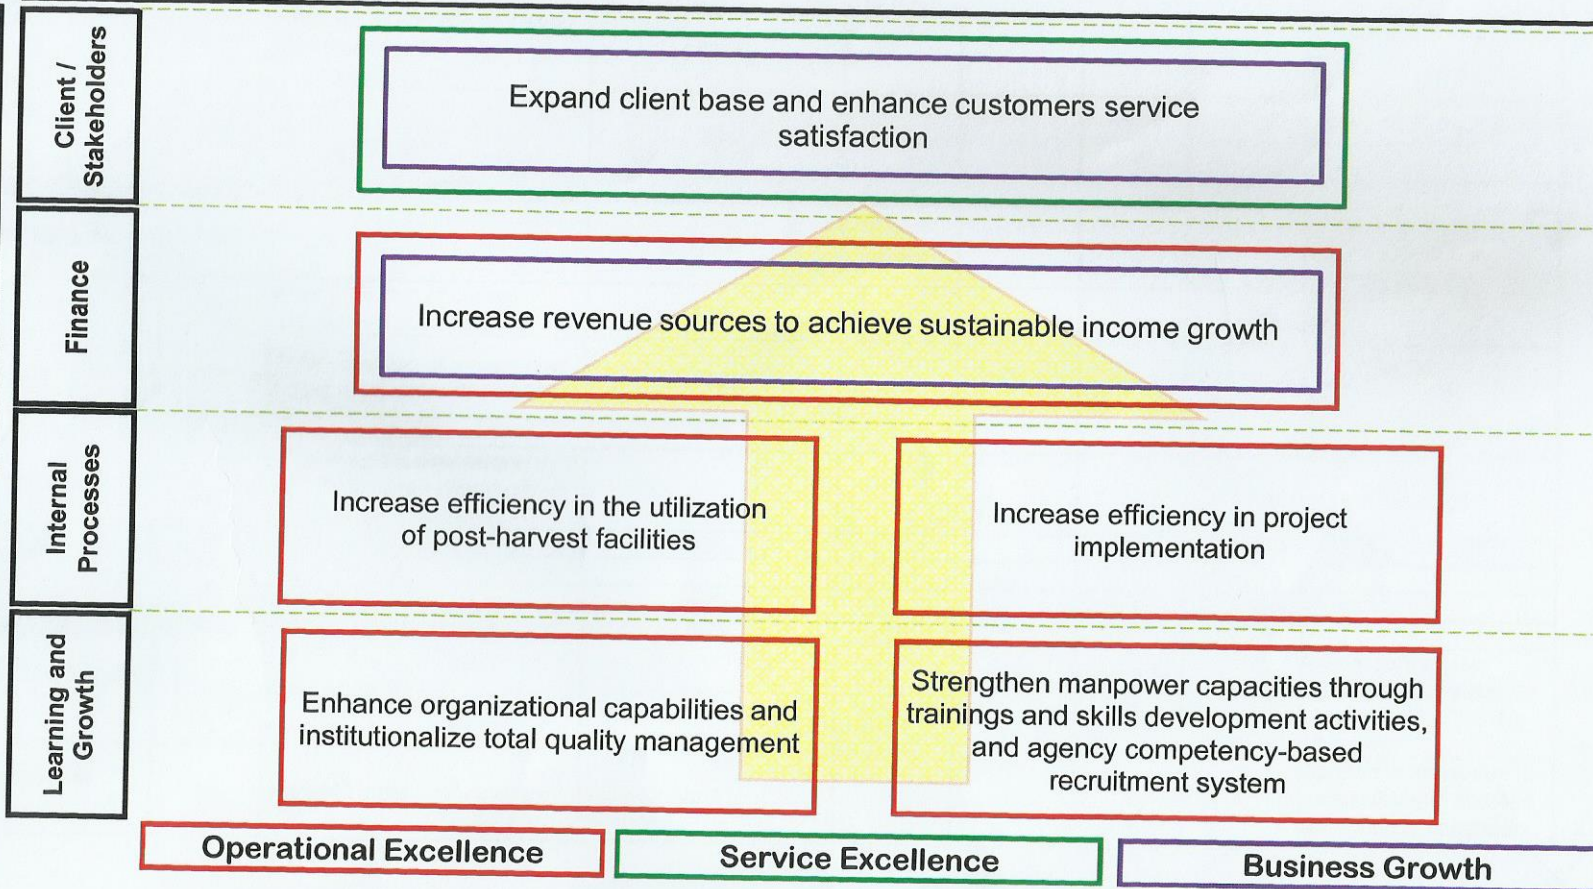 Client /
Stakeholders
Expand client base and enhance customers service
satisfaction
Finance
Increase revenue sources to achieve sustainable income growth
Internal
Processes
Increase efficiency in the utilization
of post-harvest facilities
Increase efficiency in project
implementation
Learning and
Growth
Enhance organizational capabilities and
institutionalize total quality management
Strengthen manpower capacities through
trainings and skills development activities,
and agency competency-based
recruitment system
Operational Excellence
Service Excellence
Business Growth